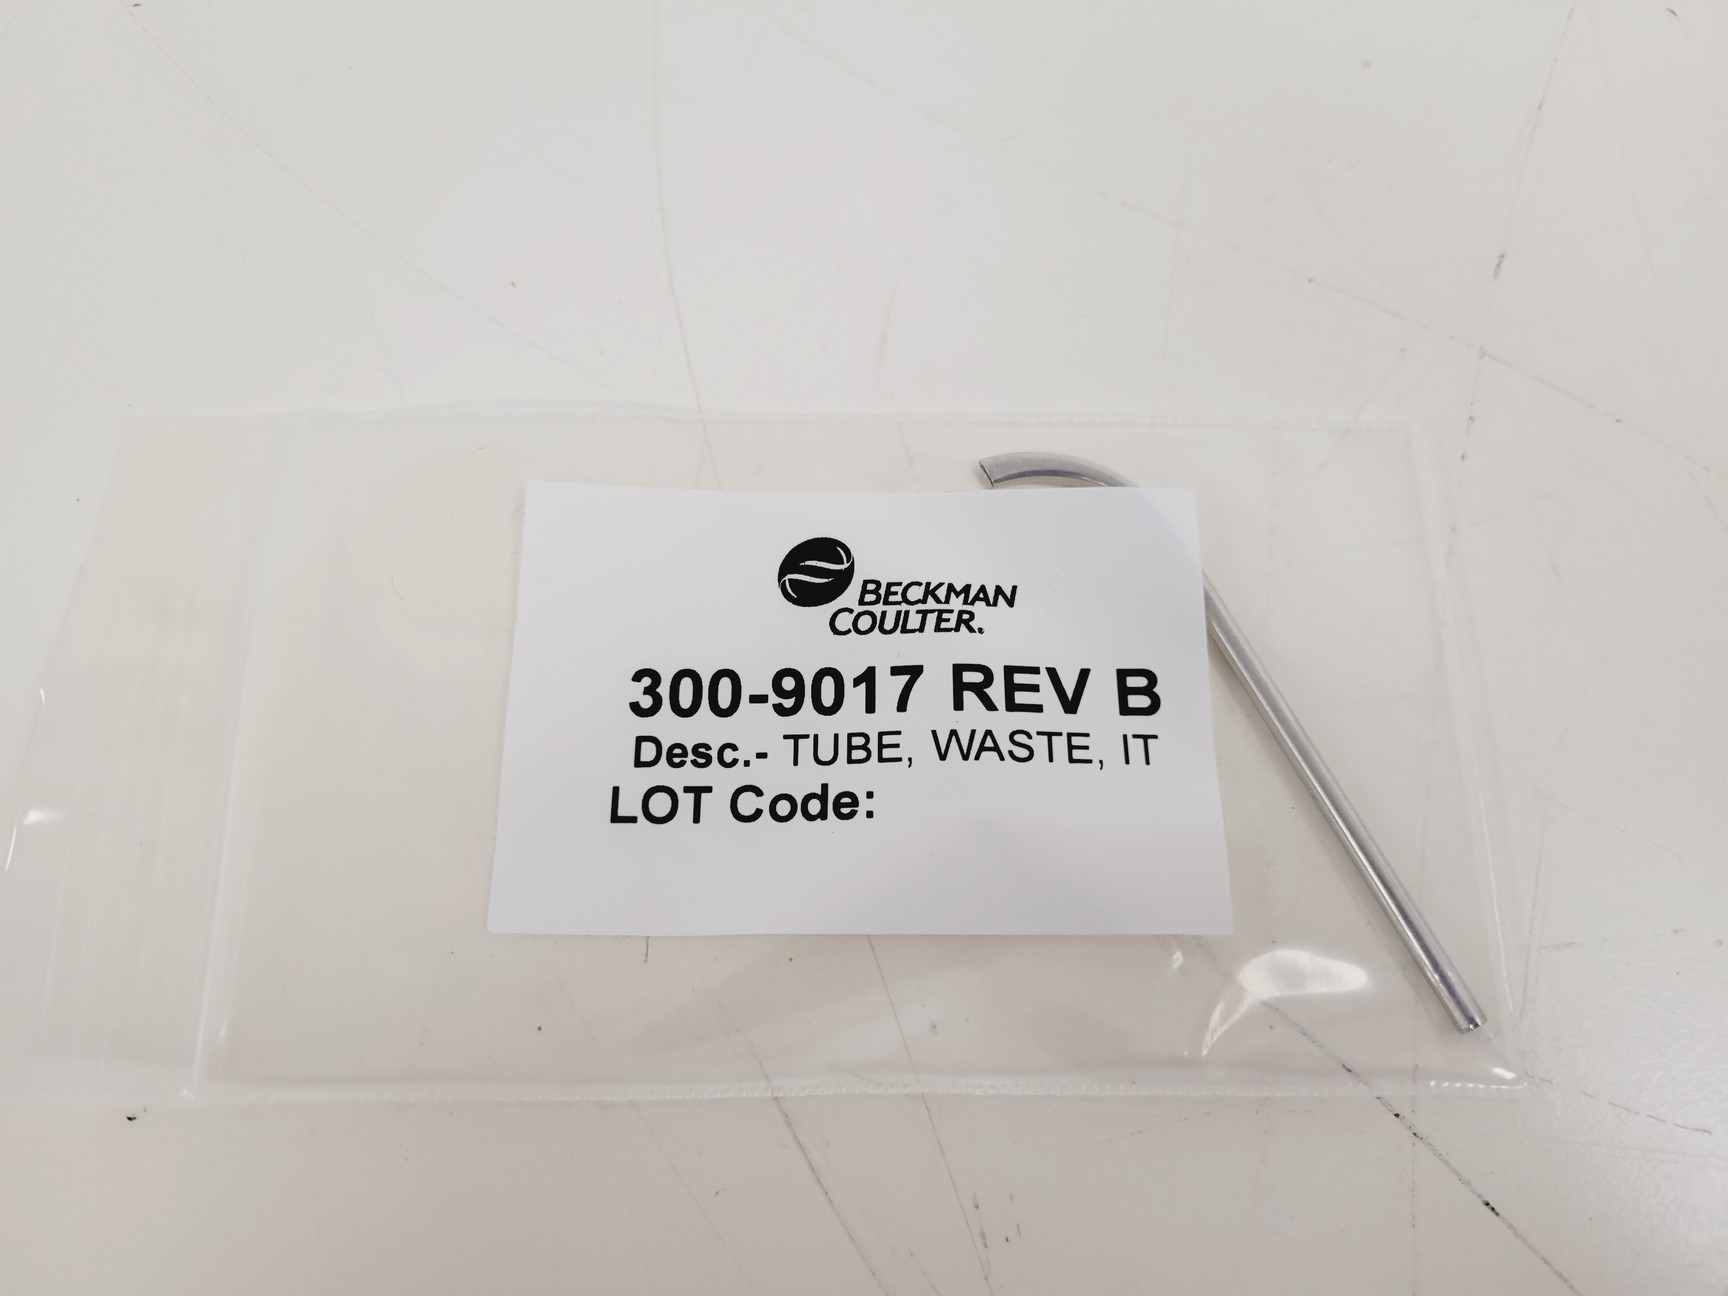 BECKMAN
COULTER®
300-9017 REV B
Desc.- TUBE, WASTE, IT
LOT Code: